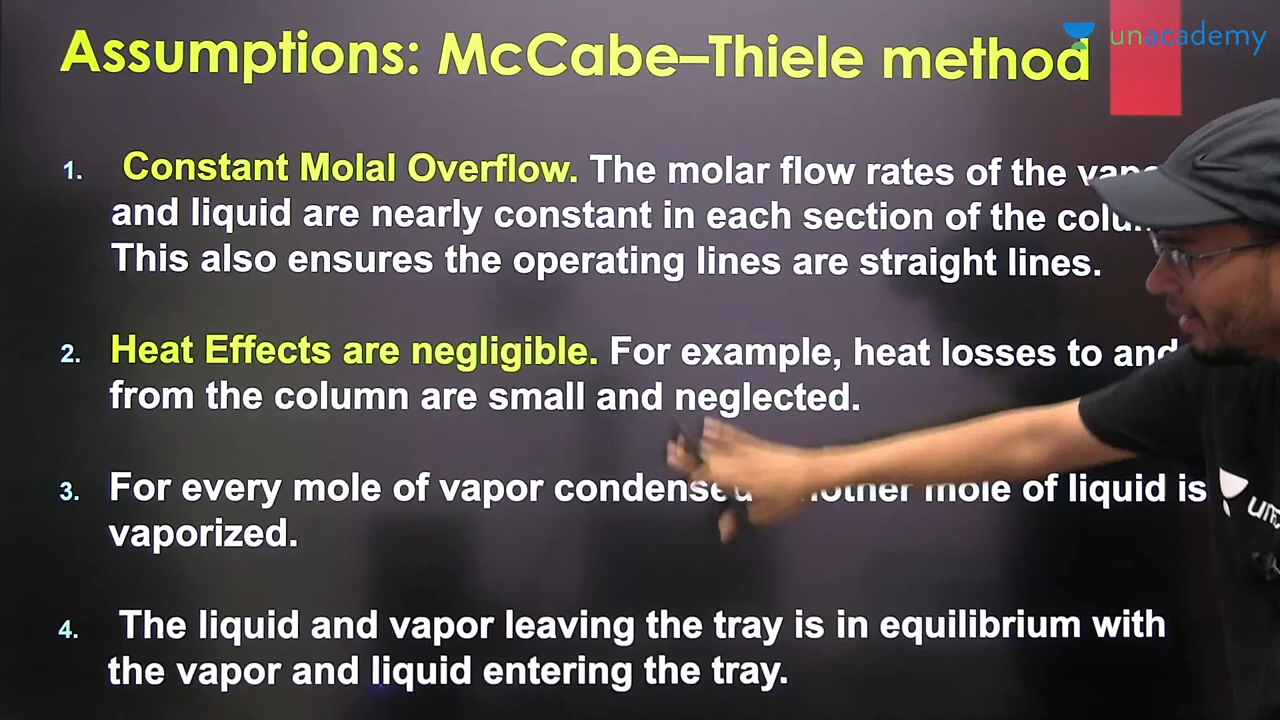 Assumptions: McCabe–Thiele method
unacademy
1. Constant Molal Overflow. The molar flow rates of the
and liquid are nearly constant in each section of the
This also ensures the operating lines are straight lines.
2. Heat Effects are negligible. For example, heat losses to and
from the column are small and neglected.
3. For every mole of vapor condensed another mole of liquid is
vaporized.
4. The liquid and vapor leaving the tray is in equilibrium with
the vapor and liquid entering the tray.